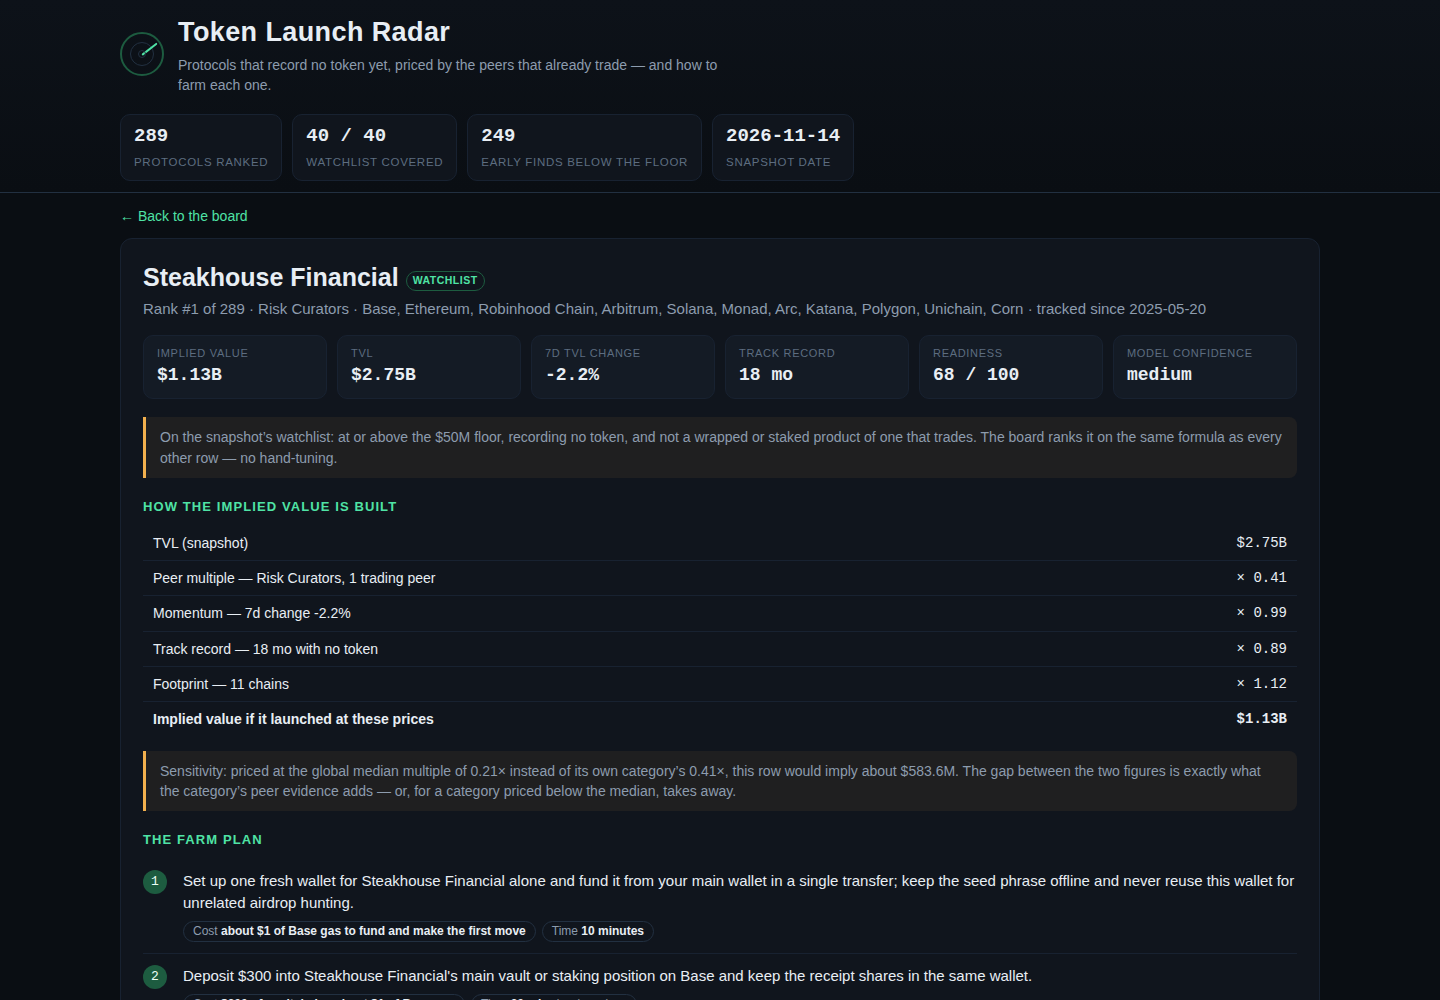 Token Launch Radar
Protocols that record no token yet, priced by the peers that already trade — and how to
farm each one.
289
PROTOCOLS RANKED
40 / 40
WATCHLIST COVERED
249
EARLY FINDS BELOW THE FLOOR
2026-11-14
SNAPSHOT DATE
← Back to the board
Steakhouse Financial WATCHLIST
Rank #1 of 289 · Risk Curators · Base, Ethereum, Robinhood Chain, Arbitrum, Solana, Monad, Arc, Katana, Polygon, Unichain, Corn · tracked since 2025-05-20
IMPLIED VALUE
$1.13B
TVL
$2.75B
7D TVL CHANGE
-2.2%
TRACK RECORD
18 mo
READINESS
68 / 100
MODEL CONFIDENCE
medium
On the snapshot's watchlist: at or above the $50M floor, recording no token, and not a wrapped or staked product of one that trades. The board ranks it on the same formula as every
other row — no hand-tuning.
HOW THE IMPLIED VALUE IS BUILT
TVL (snapshot) $2.75B
Peer multiple — Risk Curators, 1 trading peer × 0.41
Momentum — 7d change -2.2% × 0.99
Track record — 18 mo with no token × 0.89
Footprint — 11 chains × 1.12
Implied value if it launched at these prices $1.13B
Sensitivity: priced at the global median multiple of 0.21× instead of its own category's 0.41×, this row would imply about $583.6M. The gap between the two figures is exactly what
the category's peer evidence adds — or, for a category priced below the median, takes away.
THE FARM PLAN
1 Set up one fresh wallet for Steakhouse Financial alone and fund it from your main wallet in a single transfer; keep the seed phrase offline and never reuse this wallet for
unrelated airdrop hunting.
Cost about $1 of Base gas to fund and make the first move Time 10 minutes
2 Deposit $300 into Steakhouse Financial's main vault or staking position on Base and keep the receipt shares in the same wallet.